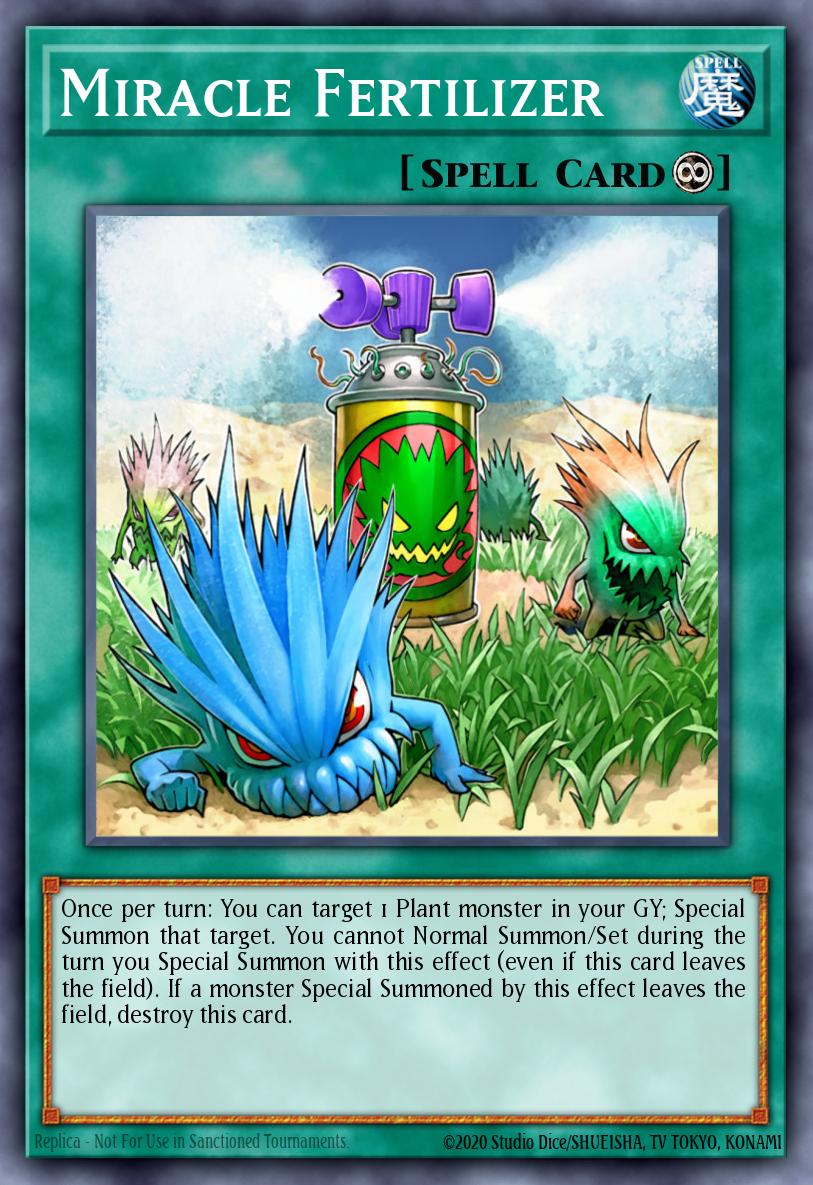 Miracle Fertilizer
SPELL
魔
[Spell Card]
Once per turn: You can target 1 Plant monster in your GY; Special
Summon that target. You cannot Normal Summon/Set during the
turn you Special Summon with this effect (even if this card leaves
the field). If a monster Special Summoned by this effect leaves the
field, destroy this card.
Replica - Not For Use in Sanctioned Tournaments.
©2020 Studio Dice/SHUEISHA, TV TOKYO, KONAMI